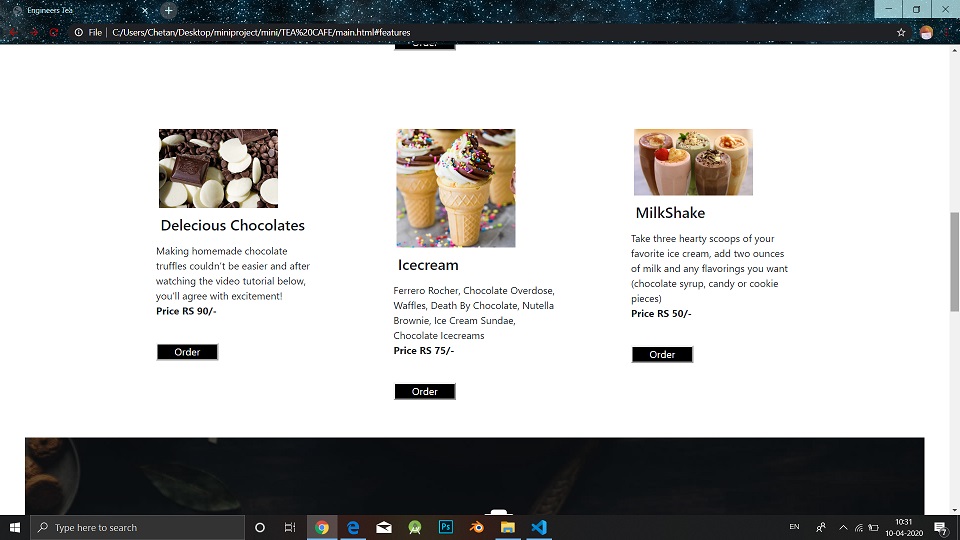 Engineers Tea
File | C:/Users/Chetan/Desktop/miniproject/mini/TEA%20CAFE/main.html#features
Order
Delecious Chocolates
Making homemade chocolate
truffles couldn't be easier and after
watching the video tutorial below,
you'll agree with excitement!
Price RS 90/-
Order
Icecream
Ferrero Rocher, Chocolate Overdose,
Waffles, Death By Chocolate, Nutella
Brownie, Ice Cream Sundae,
Chocolate Icecreams
Price RS 75/-
Order
MilkShake
Take three hearty scoops of your
favorite ice cream, add two ounces
of milk and any flavorings you want
(chocolate syrup, candy or cookie
pieces)
Price RS 50/-
Order
Type here to search
Ps
EN
10:31
10-04-2020
7